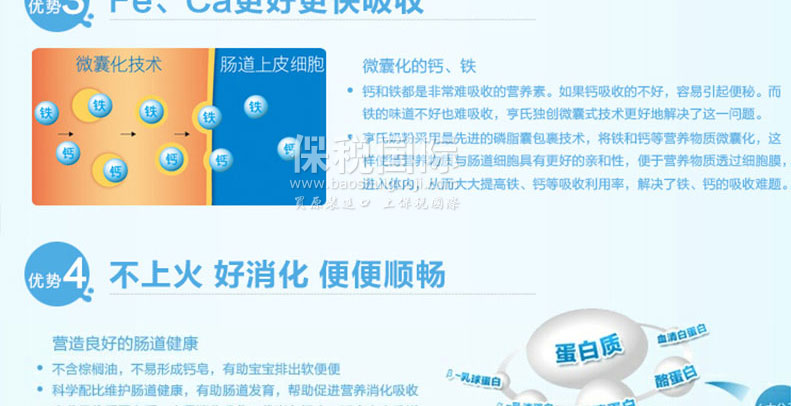 优势3 Fe、Ca更好更快吸收
微囊化技术
肠道上皮细胞
铁 铁 铁 铁 铁
钙 钙 钙 钙 钙
微囊化的钙、铁
钙和铁都是非常难吸收的营养素。如果钙吸收的不好，容易引起便秘。而
铁的味道不好也难吸收，亨氏独创微囊式技术更好地解决了这一问题。
亨氏奶粉采用最先进的磷脂囊包裹技术，将铁和钙等营养物质微囊化，这
样使得营养物质与肠道细胞具有更好的亲和性，便于营养物质透过细胞膜，
进入体内，从而大大提高铁、钙等吸收利用率，解决了铁、钙的吸收难题。
保税国际
買原装進口 上保税國際
优势4 不上火 好消化 便便顺畅
营造良好的肠道健康
不含棕榈油，不易形成钙皂，有助宝宝排出软便便
科学配比维护肠道健康，有助肠道发育，帮助促进营养消化吸收
蛋白质
血清白蛋白
酪蛋白
β-乳球蛋白